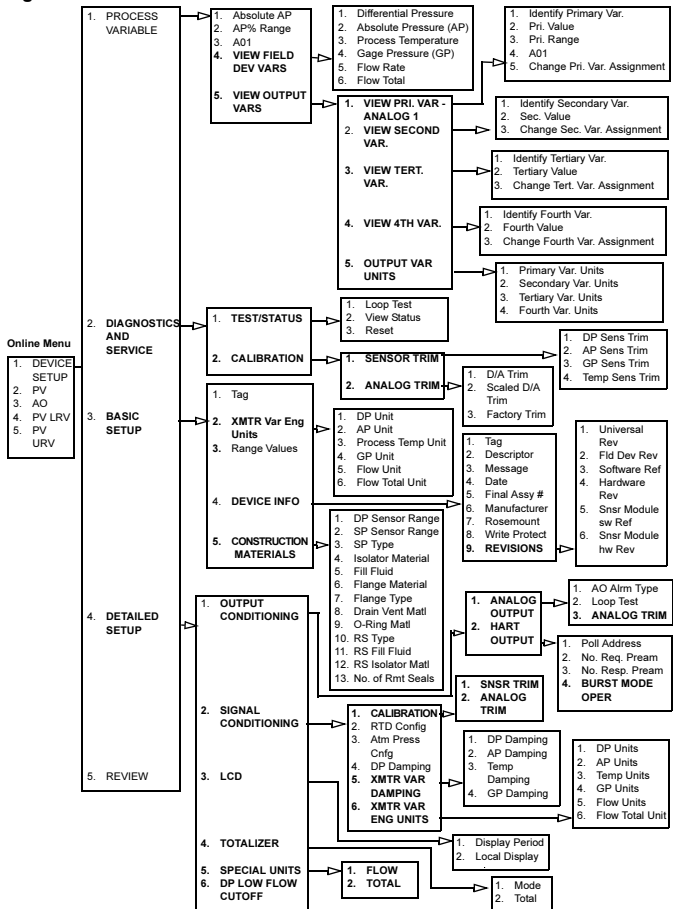 Online Menu
1. DEVICE
SETUP
2. PV
3. AO
4. PV LRV
5. PV
URV
1. PROCESS
VARIABLE
2. DIAGNOSTICS
AND
SERVICE
3. BASIC
SETUP
4. DETAILED
SETUP
5. REVIEW
1. Absolute AP
2. AP% Range
3. A01
4. VIEW FIELD
DEV VARS
5. VIEW OUTPUT
VARS
1. Differential Pressure
2. Absolute Pressure (AP)
3. Process Temperature
4. Gage Pressure (GP)
5. Flow Rate
6. Flow Total
1. VIEW PRI. VAR -
ANALOG 1
2. VIEW SECOND
VAR.
3. VIEW TERT.
VAR.
4. VIEW 4TH VAR.
5. OUTPUT VAR
UNITS
1. Identify Primary Var.
2. Pri. Value
3. Pri. Range
4. A01
5. Change Pri. Var. Assignment
1. Identify Secondary Var.
2. Sec. Value
3. Change Sec. Var. Assignment
1. Identify Tertiary Var.
2. Tertiary Value
3. Change Tert. Var. Assignment
1. Identify Fourth Var.
2. Fourth Value
3. Change Fourth Var. Assignment
1. Primary Var. Units
2. Secondary Var. Units
3. Tertiary Var. Units
4. Fourth Var. Units
1. TEST/STATUS
2. CALIBRATION
1. Loop Test
2. View Status
3. Reset
1. SENSOR TRIM
2. ANALOG TRIM
1. DP Sens Trim
2. AP Sens Trim
3. GP Sens Trim
4. Temp Sens Trim
1. D/A Trim
2. Scaled D/A
Trim
3. Factory Trim
1. Tag
2. XMTR Var Eng
Units
3. Range Values
4. DEVICE INFO
5. CONSTRUCTION
MATERIALS
1. DP Unit
2. AP Unit
3. Process Temp Unit
4. GP Unit
5. Flow Unit
6. Flow Total Unit
1. Tag
2. Descriptor
3. Message
4. Date
5. Final Assy #
6. Manufacturer
7. Rosemount
8. Write Protect
9. REVISIONS
1. Universal
Rev
2. Fld Dev Rev
3. Software Ref
4. Hardware
Rev
5. Snsr Module
sw Ref
6. Snsr Module
hw Rev
1. DP Sensor Range
2. SP Sensor Range
3. SP Type
4. Isolator Material
5. Fill Fluid
6. Flange Material
7. Flange Type
8. Drain Vent Matl
9. O-Ring Matl
10. RS Type
11. RS Fill Fluid
12. RS Isolator Matl
13. No. of Rmt Seals
1. OUTPUT
CONDITIONING
2. SIGNAL
CONDITIONING
3. LCD
4. TOTALIZER
5. SPECIAL UNITS
6. DP LOW FLOW
CUTOFF
1. ANALOG
OUTPUT
2. HART
OUTPUT
1. AO Alrm Type
2. Loop Test
3. ANALOG TRIM
1. Poll Address
2. No. Req. Pream
3. No. Resp. Pream
4. BURST MODE
OPER
1. SNSR TRIM
2. ANALOG
TRIM
1. CALIBRATION
2. RTD Config
3. Atm Press
Cnfg
4. DP Damping
5. XMTR VAR
DAMPING
6. XMTR VAR
ENG UNITS
1. DP Damping
2. AP Damping
3. Temp
Damping
4. GP Damping
1. DP Units
2. AP Units
3. Temp Units
4. GP Units
5. Flow Units
6. Flow Total Unit
1. Display Period
2. Local Display
1. FLOW
2. TOTAL
1. Mode
2. Total